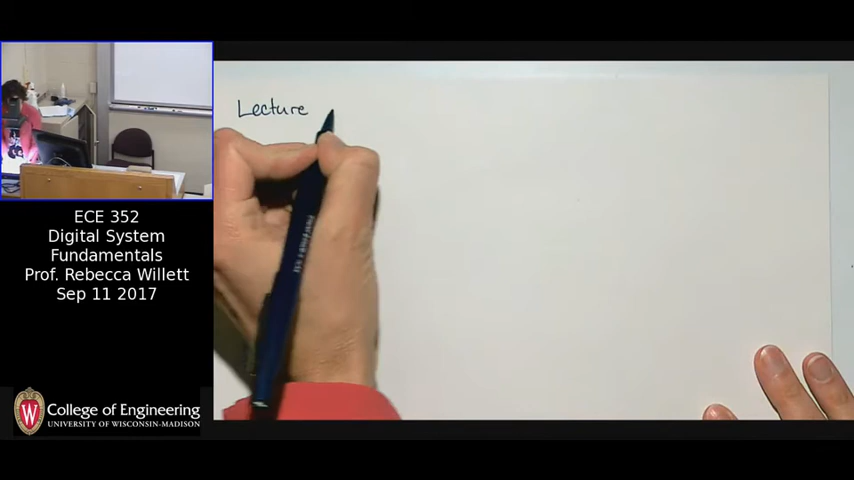 Lecture
ECE 352
Digital System
Fundamentals
Prof. Rebecca Willett
Sep 11 2017
W
College of Engineering
UNIVERSITY OF WISCONSIN-MADISON